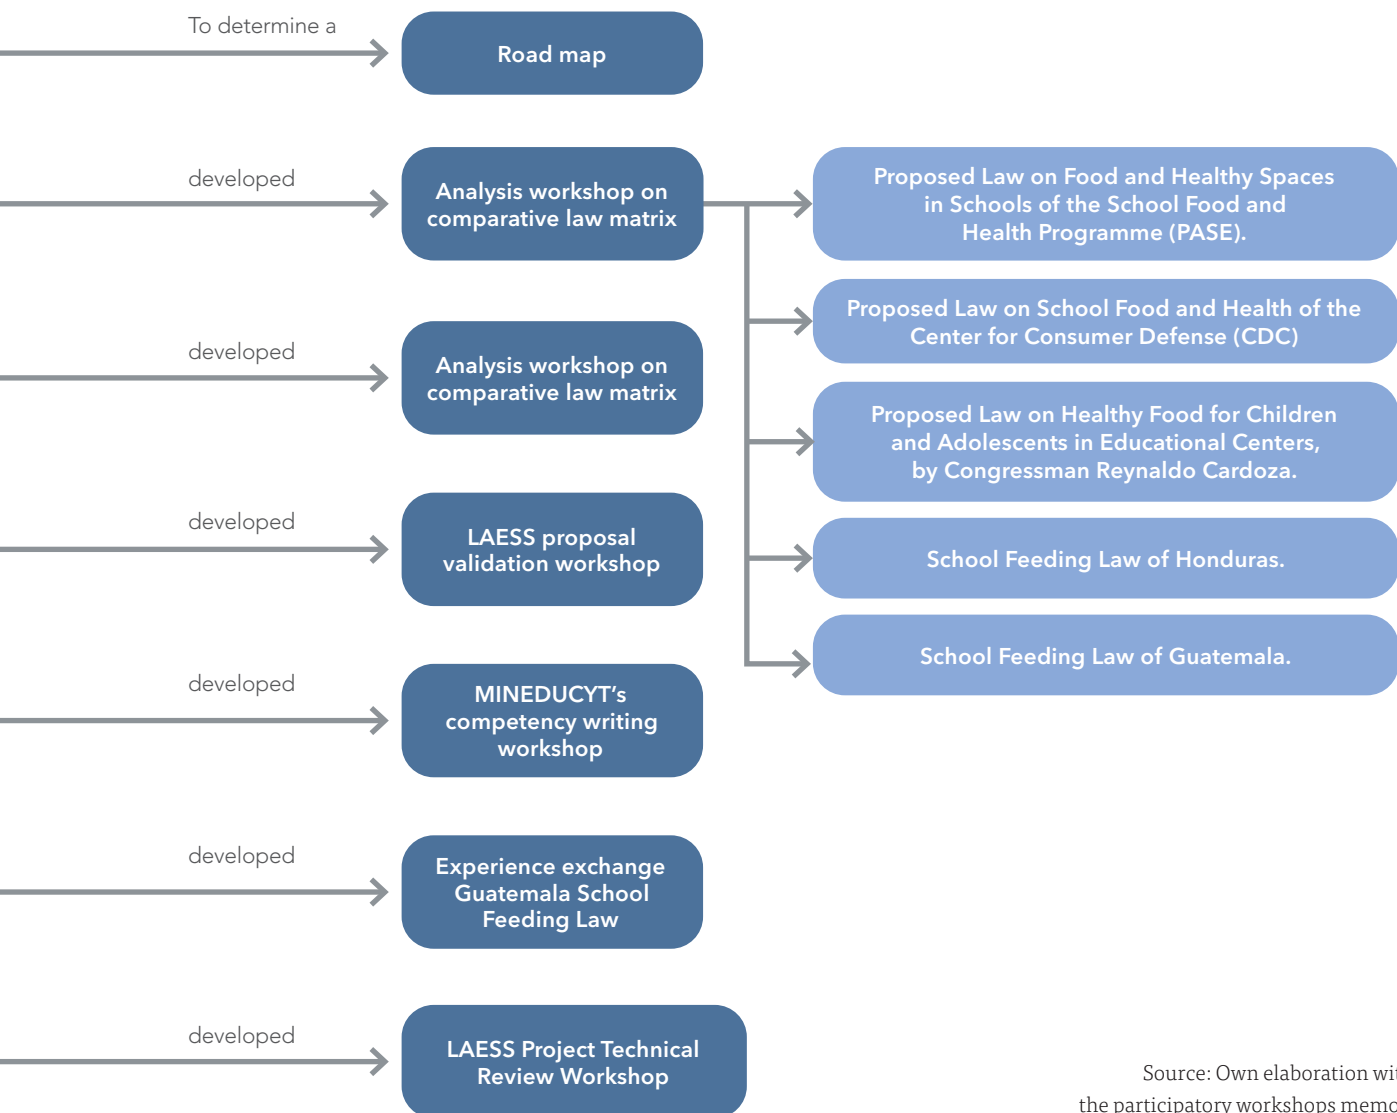 To determine a
Road map
developed
Analysis workshop on
comparative law matrix
Proposed Law on Food and Healthy Spaces
in Schools of the School Food and
Health Programme (PASE).
Proposed Law on School Food and Health of the
Center for Consumer Defense (CDC)
Proposed Law on Healthy Food for Children
and Adolescents in Educational Centers,
by Congressman Reynaldo Cardoza.
School Feeding Law of Honduras.
School Feeding Law of Guatemala.
developed
Analysis workshop on
comparative law matrix
developed
LAESS proposal
validation workshop
developed
MINEDUCYT's
competency writing
workshop
developed
Experience exchange
Guatemala School
Feeding Law
developed
LAESS Project Technical
Review Workshop
Source: Own elaboration
the participatory workshops